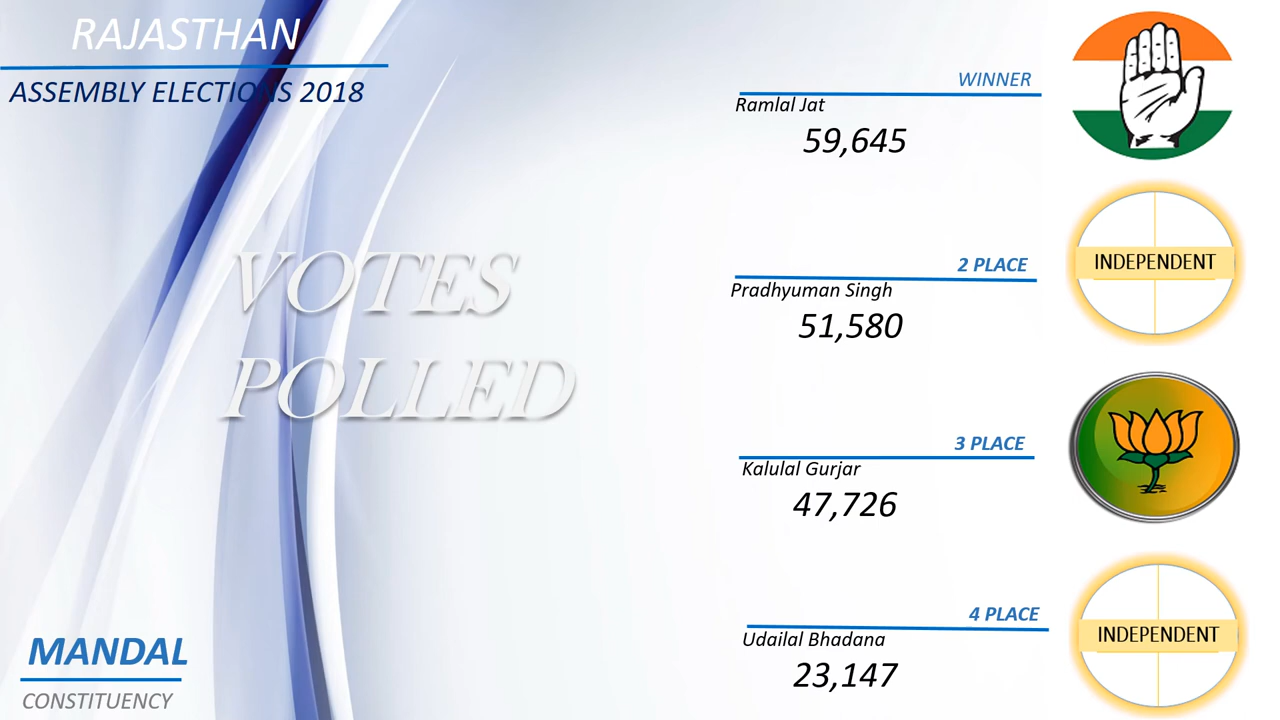 RAJASTHAN
ASSEMBLY ELECTIONS 2018
VOTES
POLLED
MANDAL
CONSTITUENCY
WINNER
Ramlal Jat
59,645
2 PLACE
Pradhyuman Singh
51,580
INDEPENDENT
3 PLACE
Kalulal Gurjar
47,726
4 PLACE
Udailal Bhadana
23,147
INDEPENDENT